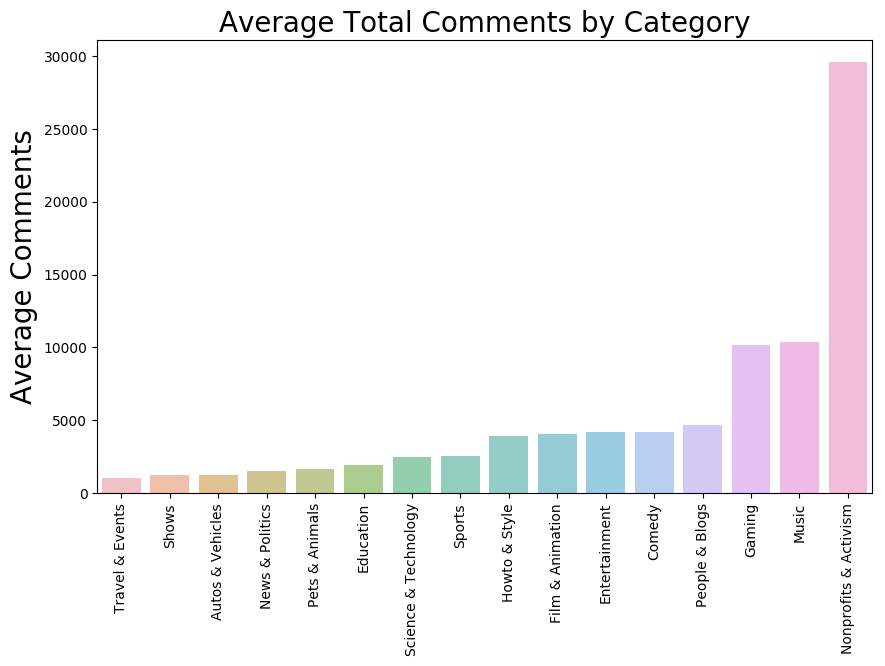 Average Total Comments by Category
Average Comments
30000
25000
20000
15000
10000
5000
0
Travel & Events
Shows
Autos & Vehicles
News & Politics
Pets & Animals
Education
Science & Technology
Sports
Howto & Style
Film & Animation
Entertainment
Comedy
People & Blogs
Gaming
Music
Nonprofits & Activism